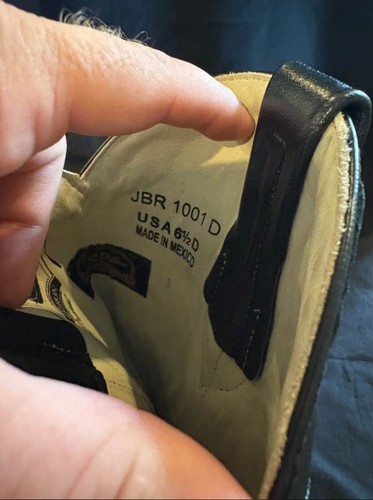 JBR 1001 D
USA 6½ D
MADE IN MEXICO